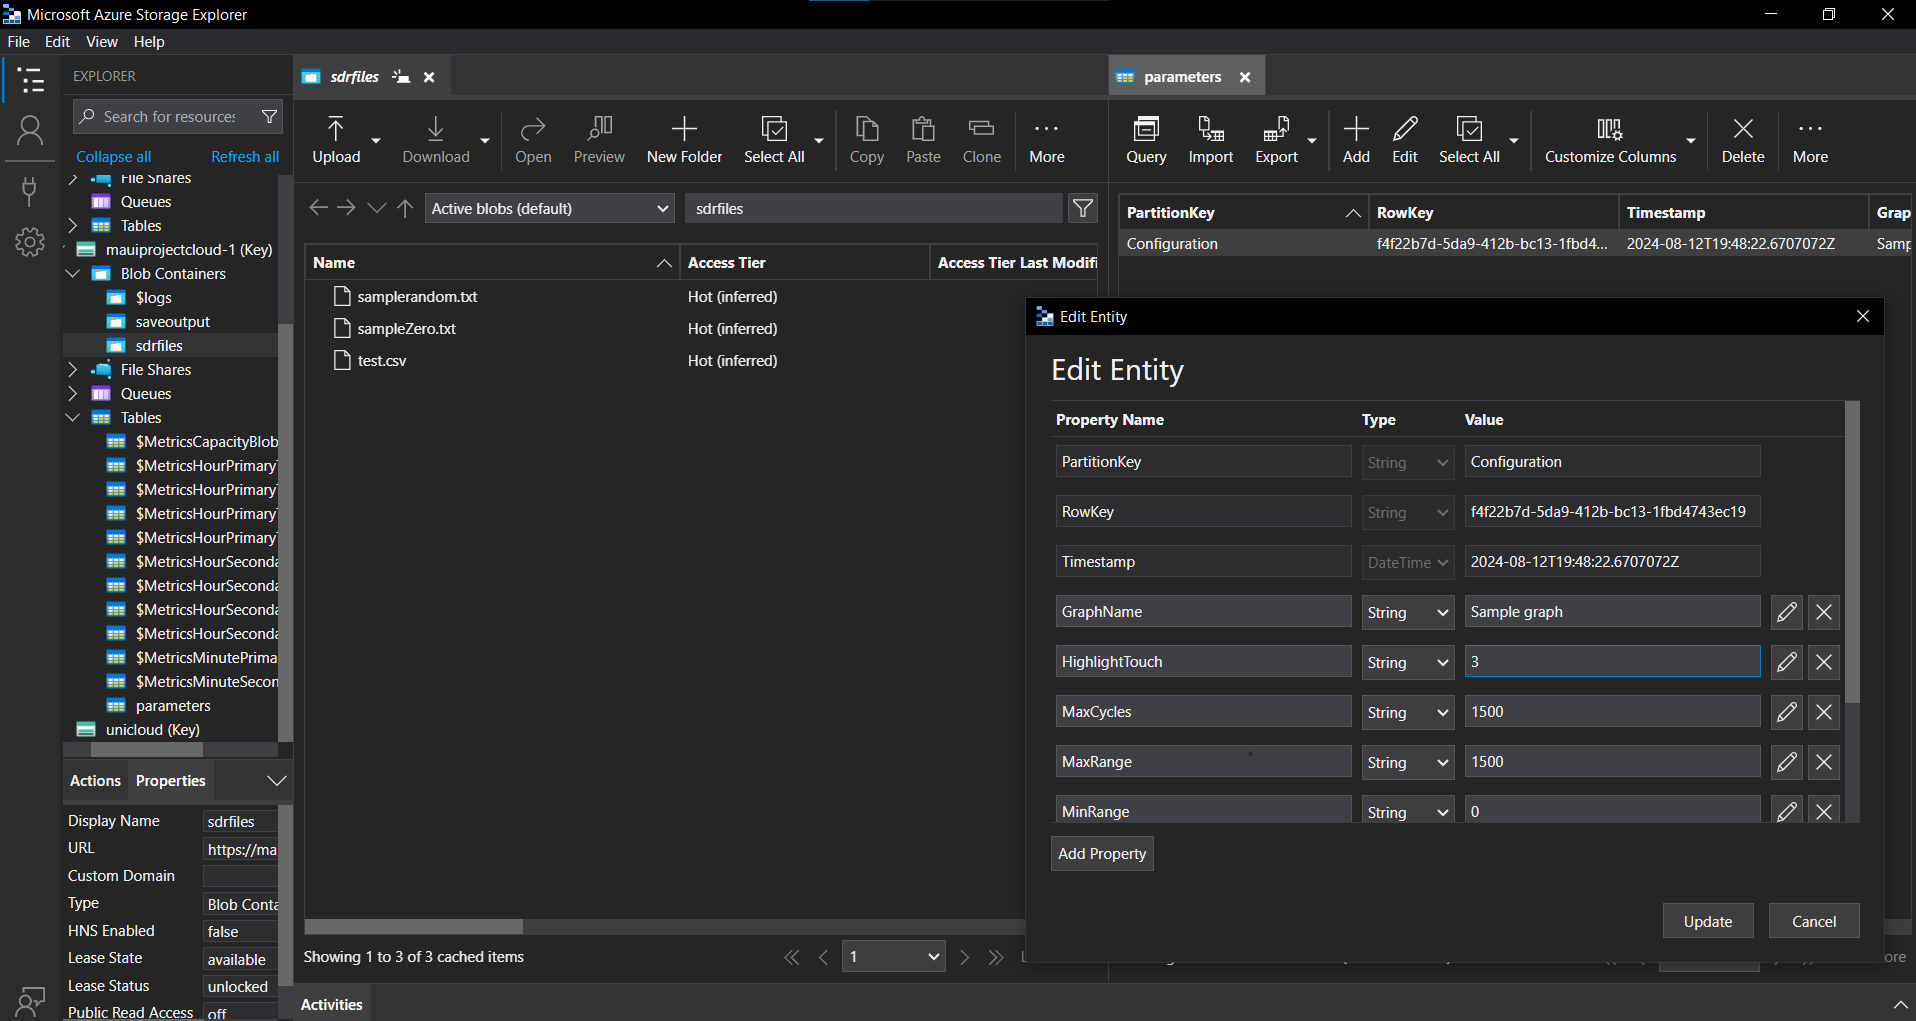 Microsoft Azure Storage Explorer
File Edit View Help
EXPLORER
Search for resources
Collapse all Refresh all
File Shares
Queues
Tables
mauiprojectcloud-1 (Key)
Blob Containers
$logs
saveoutput
sdrfiles
File Shares
Queues
Tables
$MetricsCapacityBlob
$MetricsHourPrimary
$MetricsHourPrimary
$MetricsHourPrimary
$MetricsHourPrimary
$MetricsHourSeconda
$MetricsHourSeconda
$MetricsHourSeconda
$MetricsHourSeconda
$MetricsMinutePrima
$MetricsMinuteSecon
parameters
unicloud (Key)
Actions Properties
Display Name sdrfiles
URL https://ma
Custom Domain
Type Blob Conta
HNS Enabled false
Lease State available
Lease Status unlocked
Public Read Access off
sdrfiles
Upload Download Open Preview New Folder Select All Copy Paste Clone More
Active blobs (default) sdrfiles
Name Access Tier Access Tier Last Modifi
samplerandom.txt Hot (inferred)
sampleZero.txt Hot (inferred)
test.csv Hot (inferred)
Showing 1 to 3 of 3 cached items 1
Activities
parameters
Query Import Export Add Edit Select All Customize Columns Delete More
PartitionKey RowKey Timestamp Grap
Configuration f4f22b7d-5da9-412b-bc13-1fbd4... 2024-08-12T19:48:22.6707072Z Samp
Edit Entity
Edit Entity
Property Name Type Value
PartitionKey String Configuration
RowKey String f4f22b7d-5da9-412b-bc13-1fbd4743ec19
Timestamp DateTime 2024-08-12T19:48:22.6707072Z
GraphName String Sample graph
HighlightTouch String 3
MaxCycles String 1500
MaxRange String 1500
MinRange String 0
Add Property
Update Cancel
ore